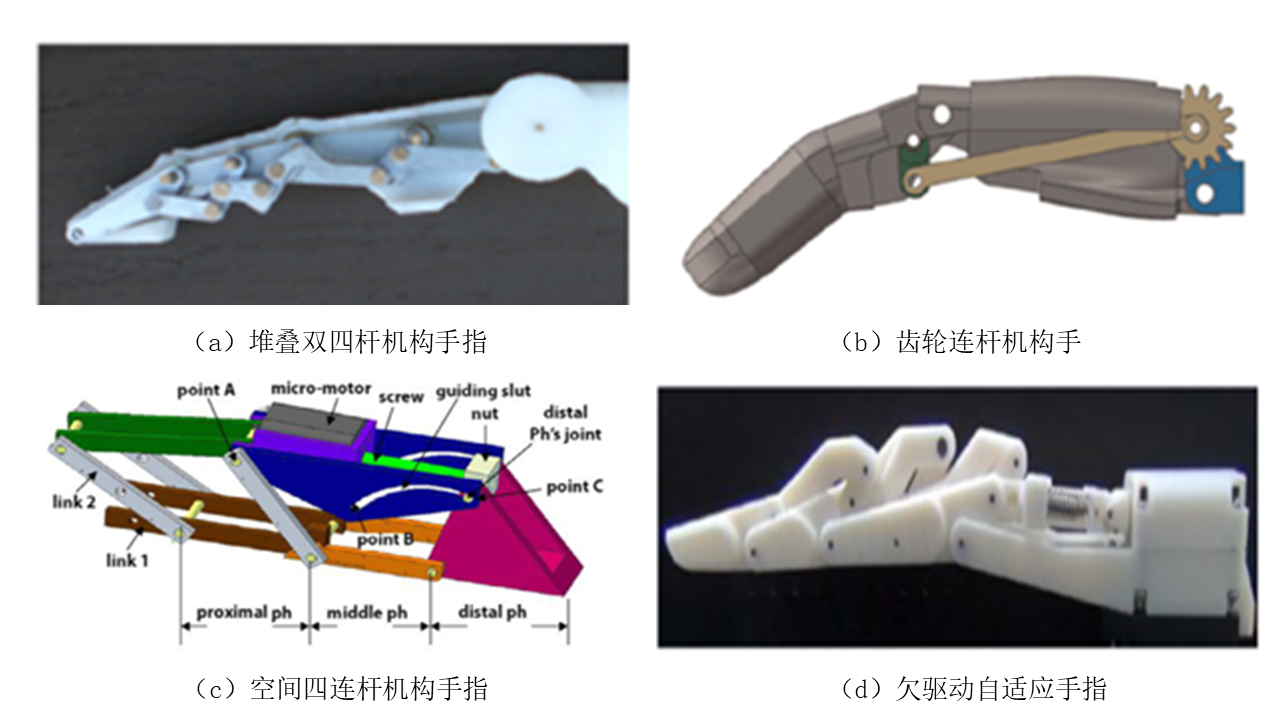 （a）堆叠双四杆机构手指
（b）齿轮连杆机构手
point A
micro-motor
screw
guiding slut
nut
distal
Ph's joint
point C
link 2
point B
link 1
proximal ph
middle ph
distal ph
（c）空间四连杆机构手指
（d）欠驱动自适应手指